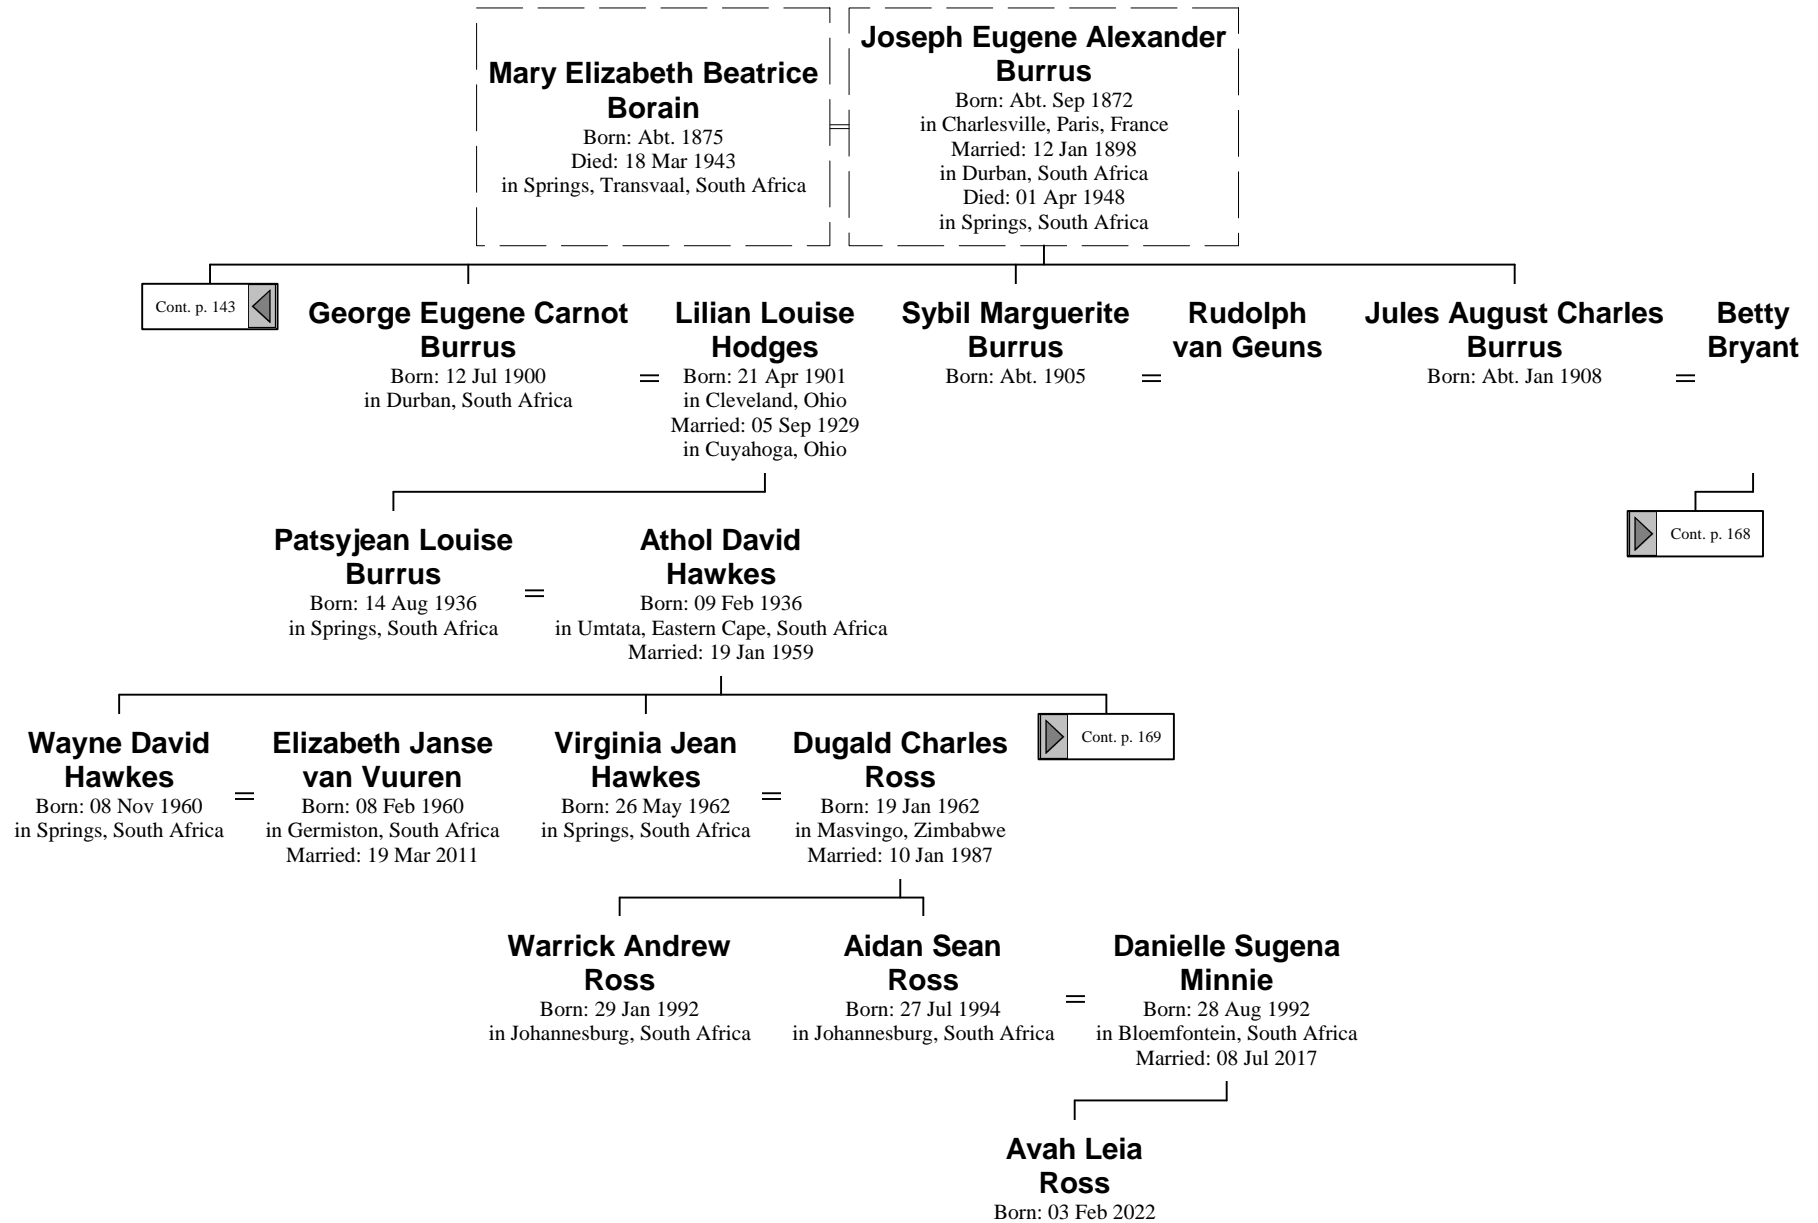 Mary Elizabeth Beatrice
Borain
Born: Abt. 1875
Died: 18 Mar 1943
in Springs, Transvaal, South Africa
Joseph Eugene Alexander
Burrus
Born: Abt. Sep 1872
in Charlesville, Paris, France
Married: 12 Jan 1898
in Durban, South Africa
Died: 01 Apr 1948
in Springs, South Africa
Cont. p. 143
George Eugene Carnot
Burrus
Born: 12 Jul 1900
in Durban, South Africa
=
Lilian Louise
Hodges
Born: 21 Apr 1901
in Cleveland, Ohio
Married: 05 Sep 1929
in Cuyahoga, Ohio
Sybil Marguerite
Burrus
Born: Abt. 1905
=
Rudolph
van Geuns
Jules August Charles
Burrus
Born: Abt. Jan 1908
=
Betty
Bryant
Patsyjean Louise
Burrus
Born: 14 Aug 1936
in Springs, South Africa
=
Athol David
Hawkes
Born: 09 Feb 1936
in Umtata, Eastern Cape, South Africa
Married: 19 Jan 1959
Cont. p. 168
Wayne David
Hawkes
Born: 08 Nov 1960
in Springs, South Africa
=
Elizabeth Janse
van Vuuren
Born: 08 Feb 1960
in Germiston, South Africa
Married: 19 Mar 2011
Virginia Jean
Hawkes
Born: 26 May 1962
in Springs, South Africa
=
Dugald Charles
Ross
Born: 19 Jan 1962
in Masvingo, Zimbabwe
Married: 10 Jan 1987
Cont. p. 169
Warrick Andrew
Ross
Born: 29 Jan 1992
in Johannesburg, South Africa
Aidan Sean
Ross
Born: 27 Jul 1994
in Johannesburg, South Africa
=
Danielle Sugena
Minnie
Born: 28 Aug 1992
in Bloemfontein, South Africa
Married: 08 Jul 2017
Avah Leia
Ross
Born: 03 Feb 2022